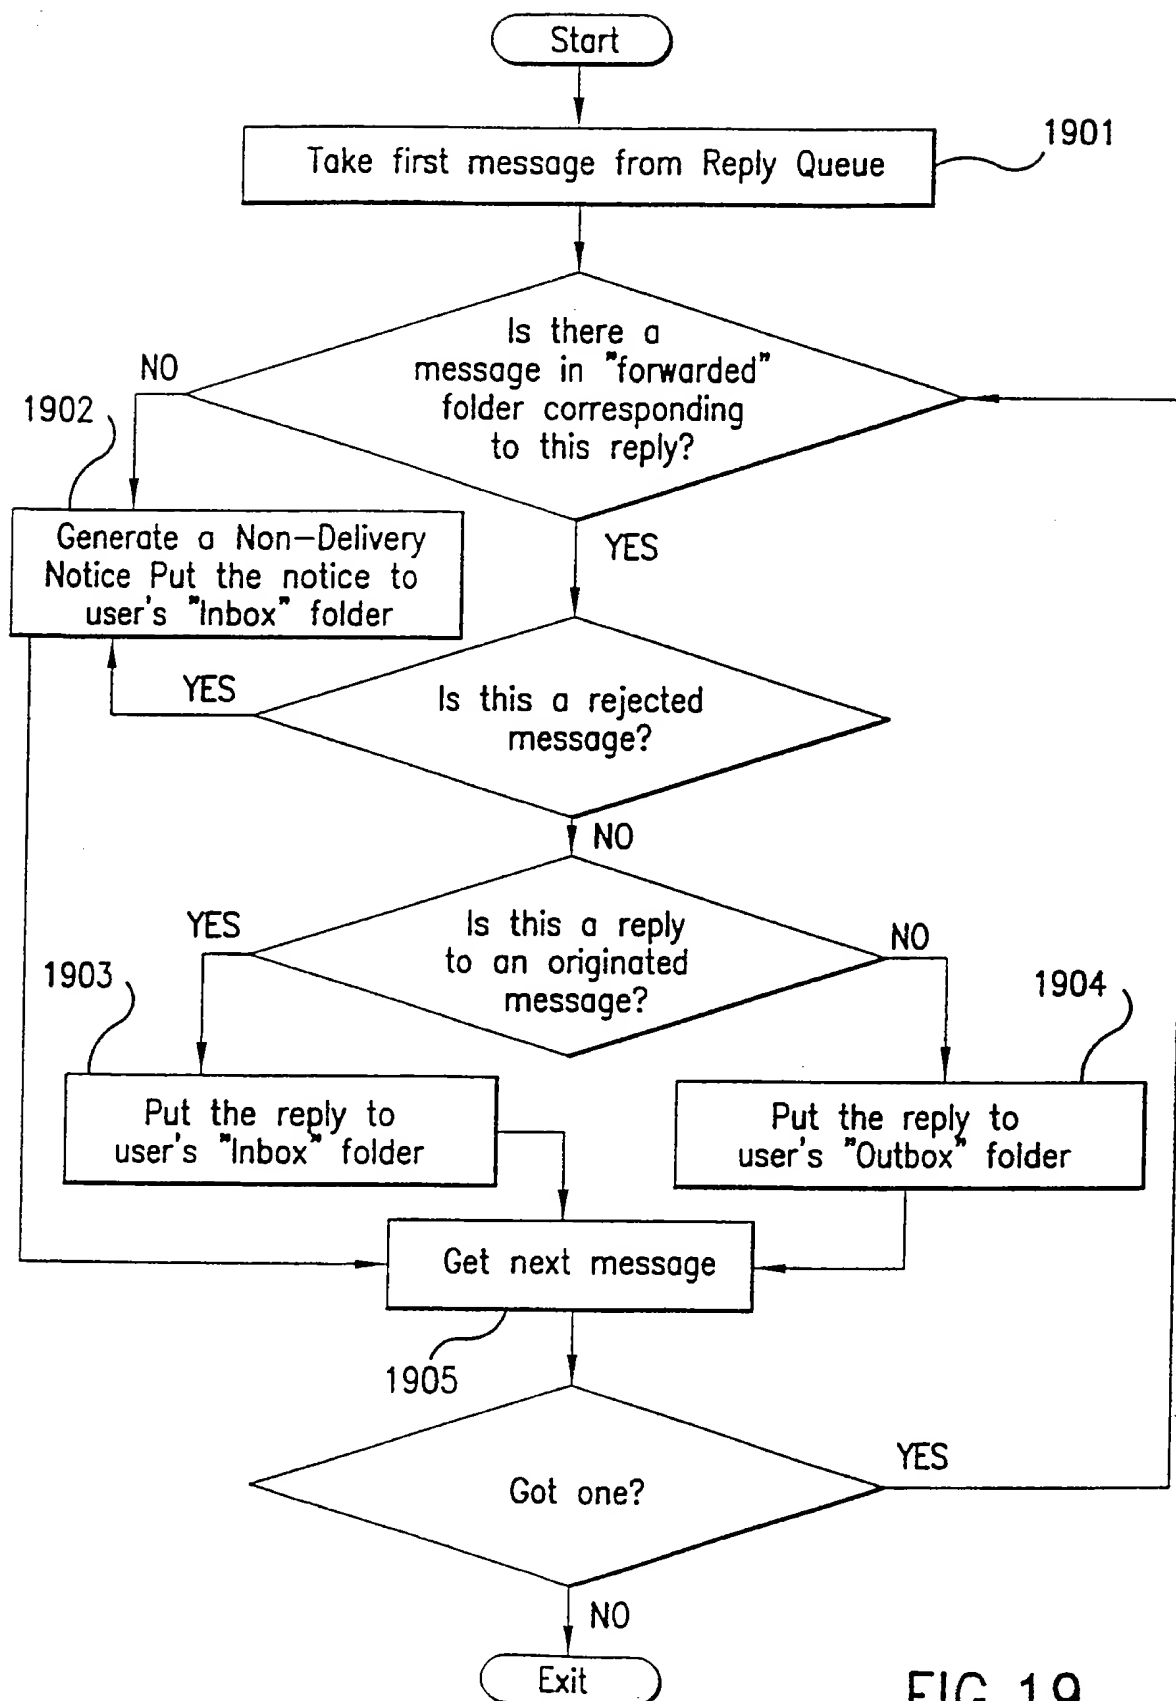 Start
Take first message from Reply Queue
1901
Is there a
message in "forwarded"
folder corresponding
to this reply?
NO
1902
Generate a Non-Delivery
Notice Put the notice to
user's "Inbox" folder
YES
Is this a rejected
message?
YES
NO
Is this a reply
to an originated
message?
YES
NO
1903
1904
Put the reply to
user's "Inbox" folder
Put the reply to
user's "Outbox" folder
Get next message
1905
Got one?
YES
NO
Exit
FIG.19